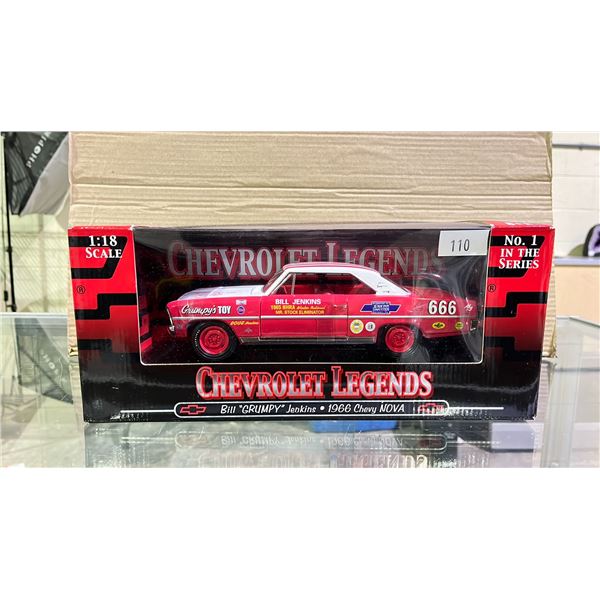 PHOPIX
1:18
SCALE
CHEVROLET LEGENDS
110
No. 1
IN THE
SERIES
®
®
Grumpy's TOY
BILL JENKINS
MR. STOCK ELIMINATOR
666
CHEVROLET LEGENDS
Bill "GRUMPY" Jenkins • 1966 Chevy NOVA